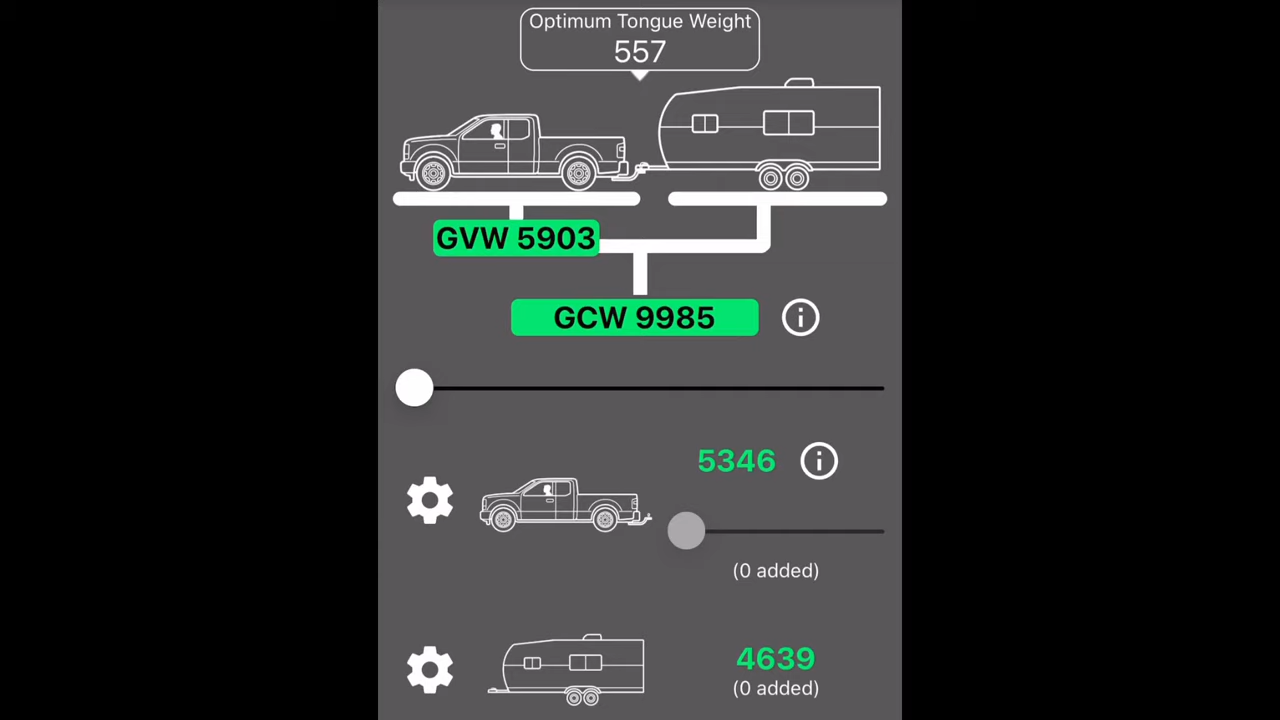 Optimum Tongue Weight
557
GVW 5903
GCW 9985
5346
(0 added)
4639
(0 added)